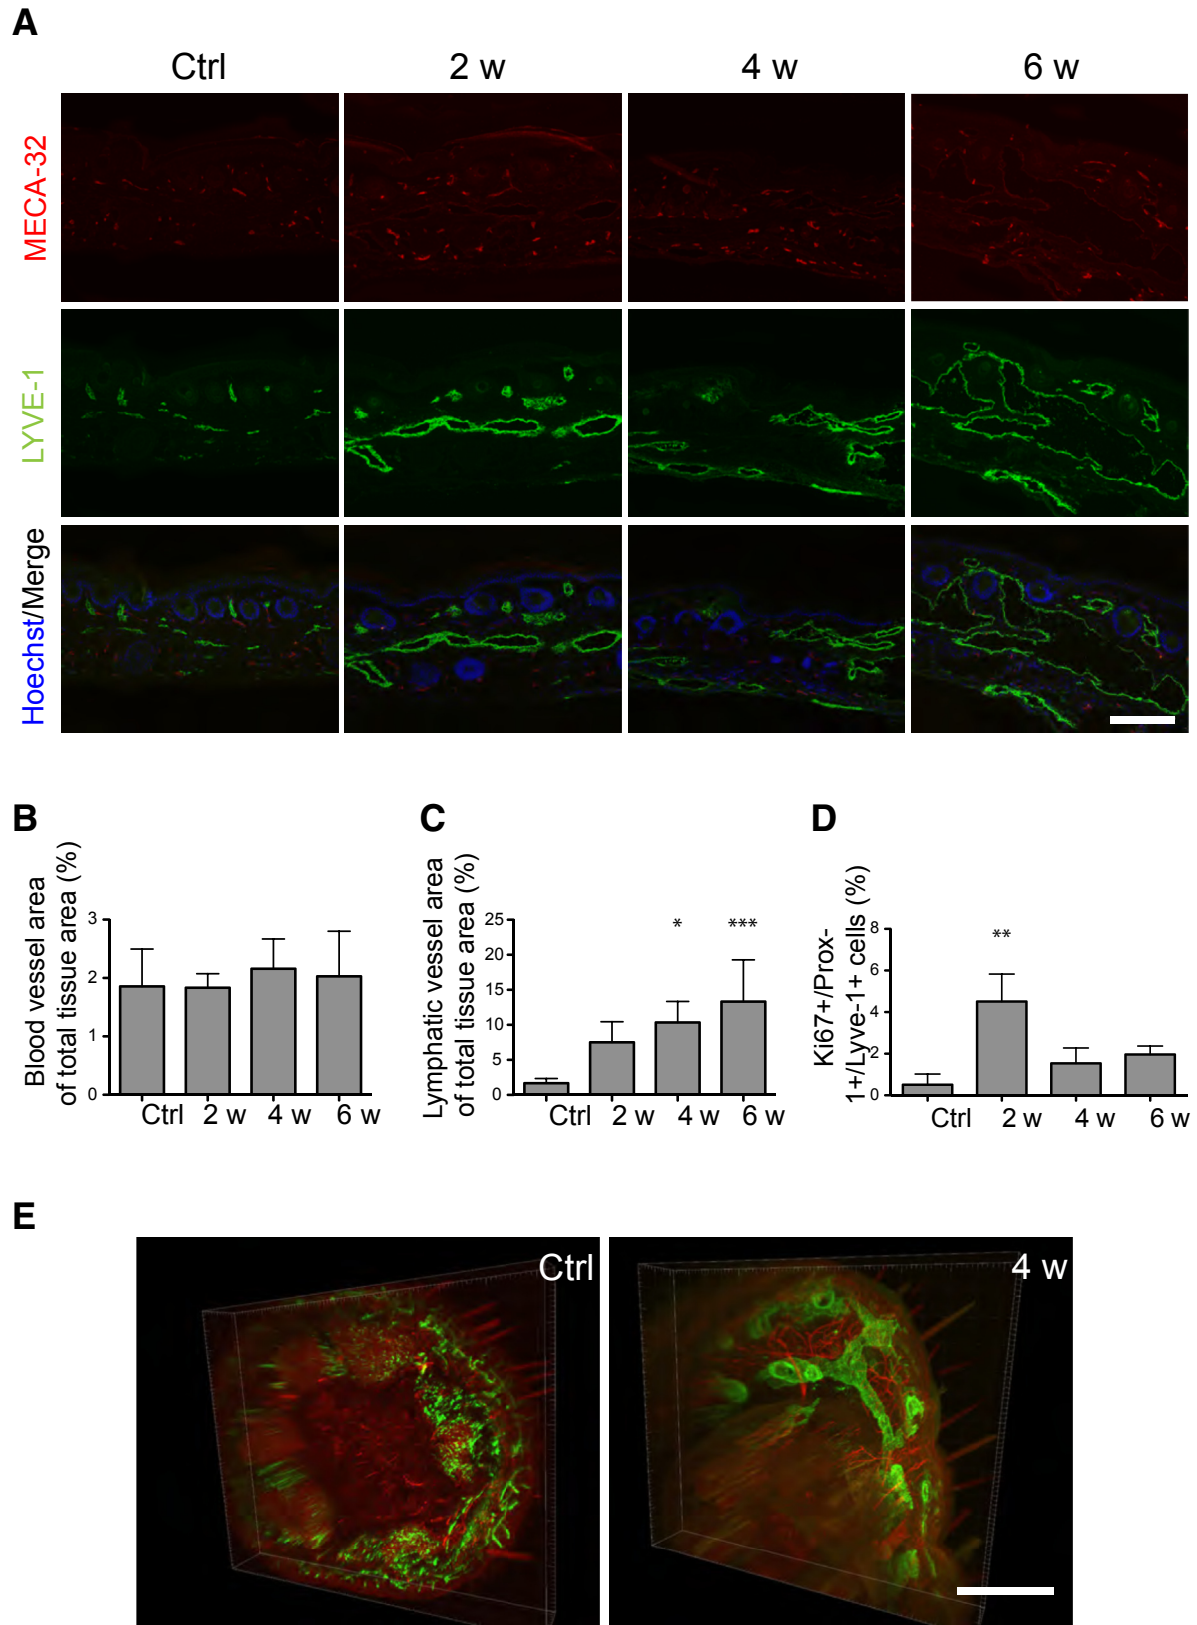 A
Ctrl
2 w
4 w
6 w
MECA-32
LYVE-1
Hoechst/Merge
B
Blood vessel area
of total tissue area (%)
3
2
1
0
Ctrl
2 w
4 w
6 w
C
Lymphatic vessel area
of total tissue area (%)
25
20
15
10
5
0
*
***
Ctrl
2 w
4 w
6 w
D
Ki67+/Prox-
1+/Lyve-1+ cells (%)
8
6
4
2
0
**
Ctrl
2 w
4 w
6 w
E
Ctrl
4 w